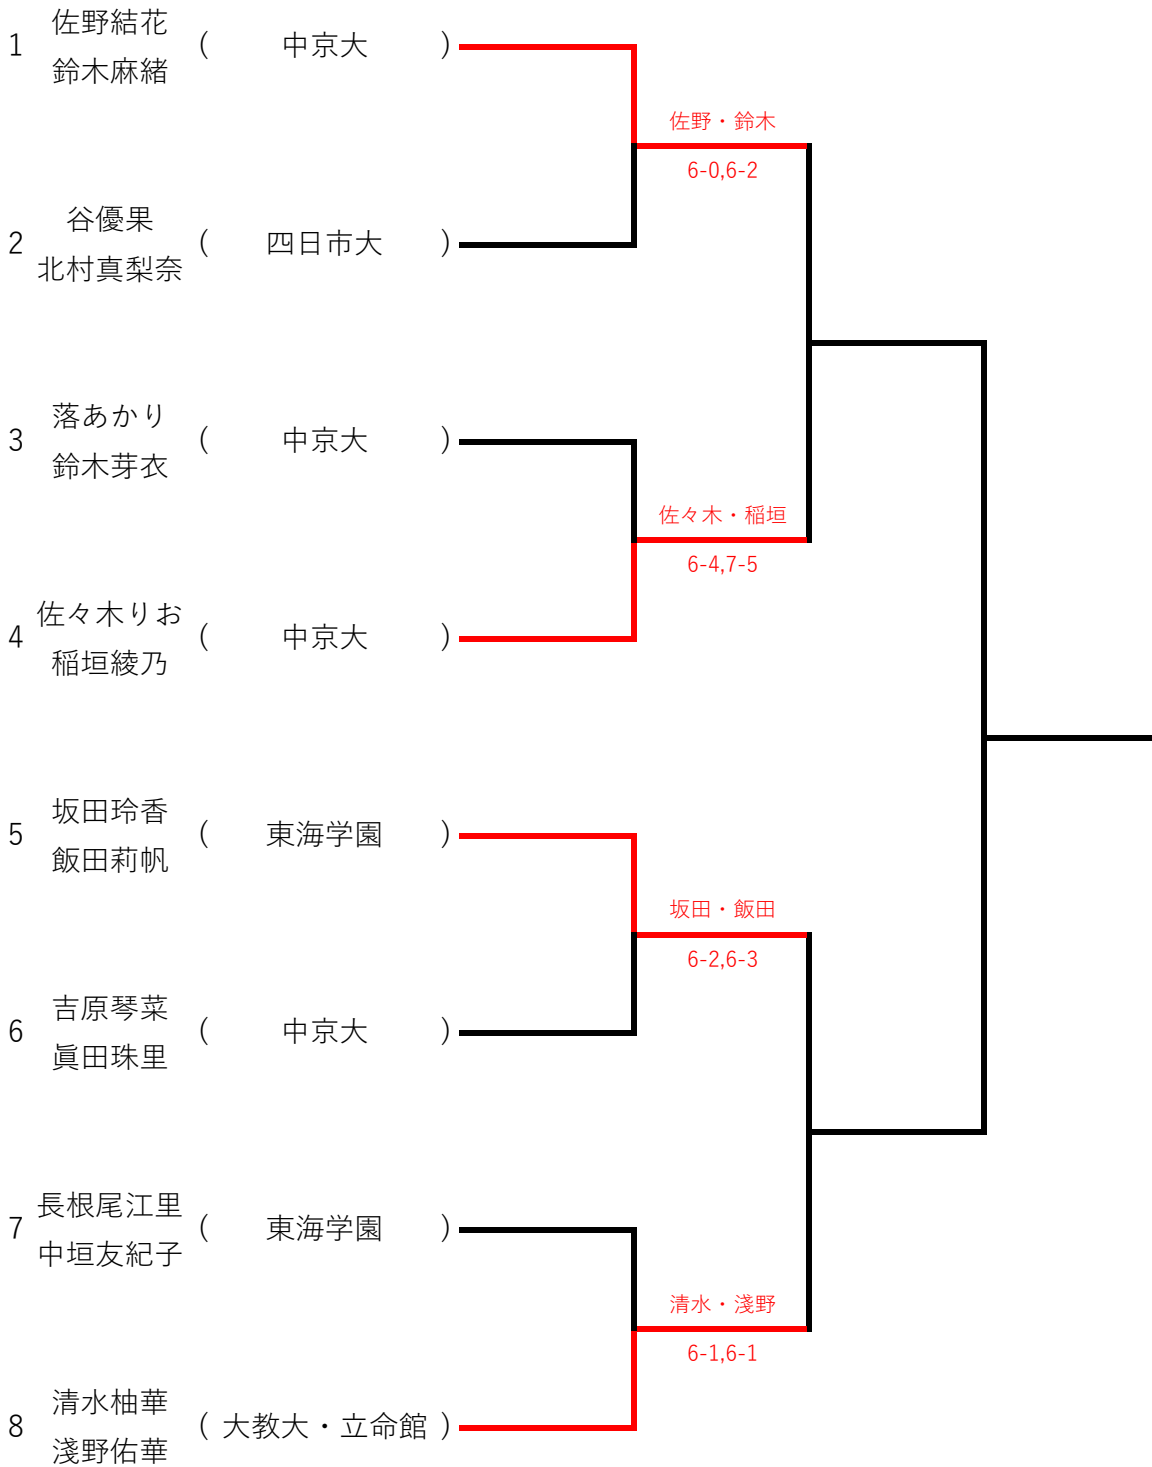 佐野結花
1 ( 中京大 )
鈴木麻緒
佐野・鈴木
6-0,6-2
谷優果
2 ( 四日市大 )
北村真梨奈
落あかり
3 ( 中京大 )
鈴木芽衣
佐々木・稲垣
6-4,7-5
佐々木りお
4 ( 中京大 )
稲垣綾乃
坂田玲香
5 ( 東海学園 )
飯田莉帆
坂田・飯田
6-2,6-3
吉原琴菜
6 ( 中京大 )
眞田珠里
長根尾江里
7 ( 東海学園 )
中垣友紀子
清水・淺野
6-1,6-1
清水柚華
8 ( 大教大・立命館 )
淺野佑華